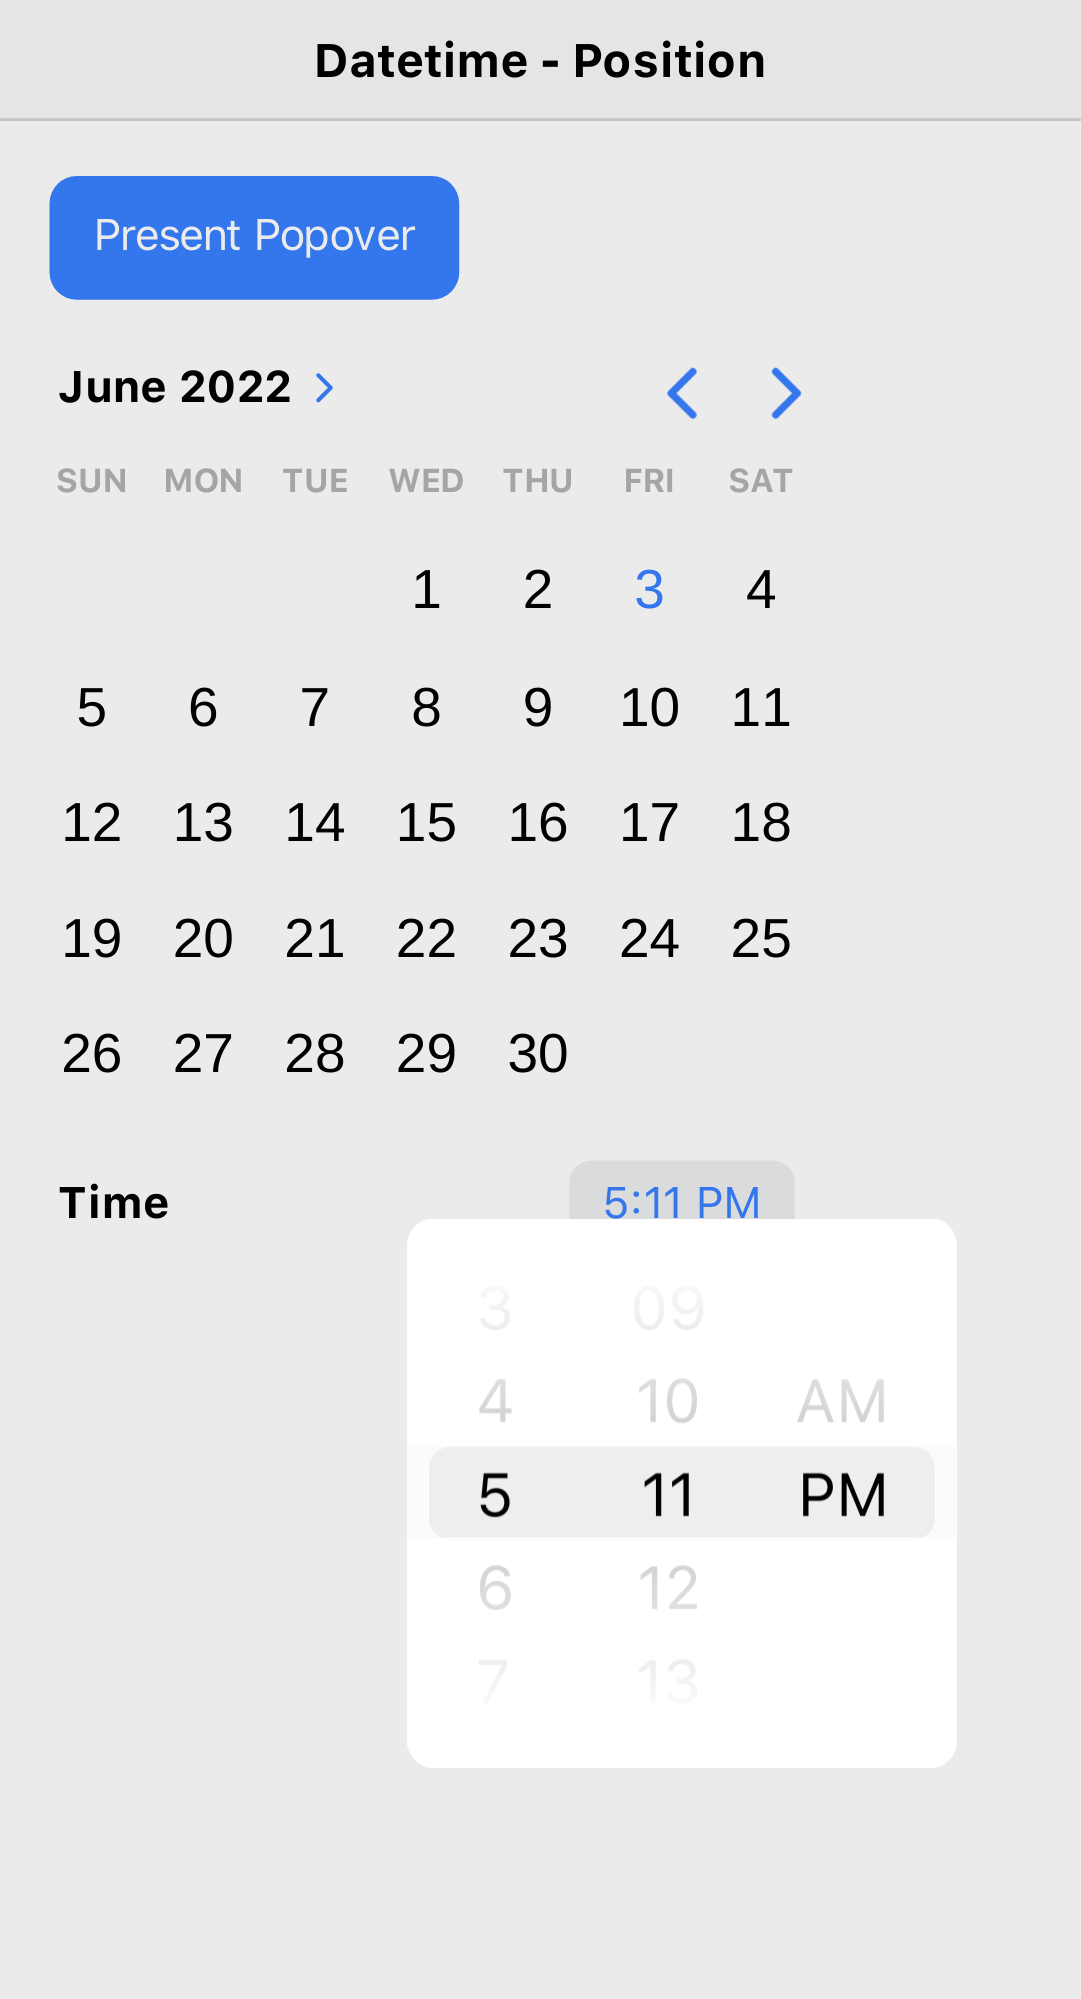 Datetime - Position
Present Popover
June 2022
SUN MON TUE WED THU FRI SAT
1 2 3 4
5 6 7 8 9 10 11
12 13 14 15 16 17 18
19 20 21 22 23 24 25
26 27 28 29 30
Time 5:11 PM
3 09
4 10 AM
5 11 PM
6 12
7 13